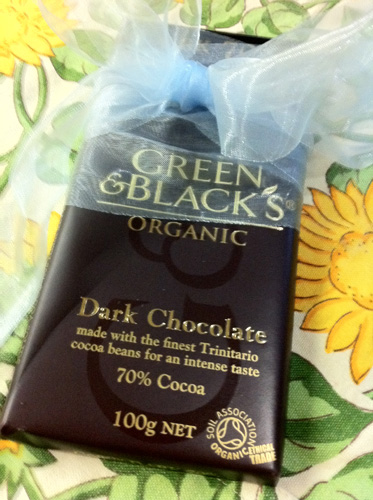 GREEN
&BLACK'S®
ORGANIC
Dark Chocolate
made with the finest Trinitario
cocoa beans for an intense taste
70% Cocoa
100g NET
SOIL ASSOCIATION
ORGANIC-ETHICAL
TRADE